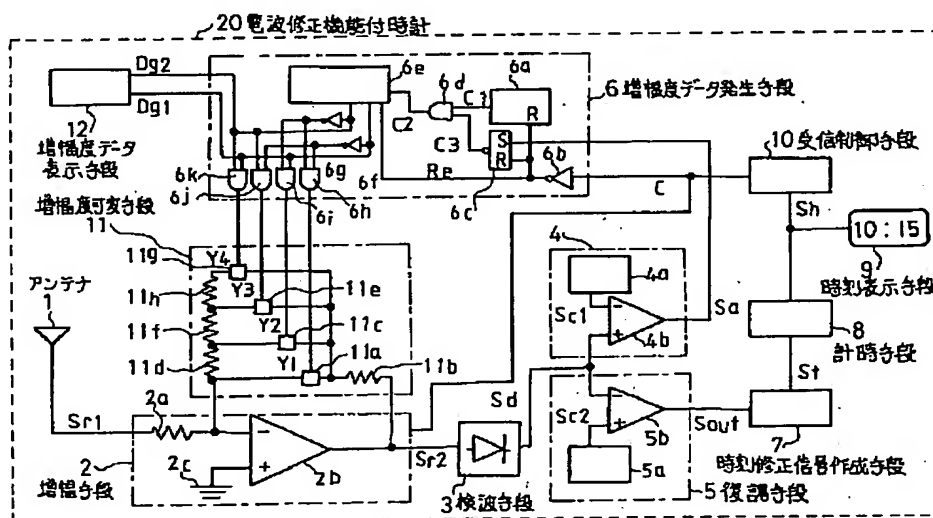 20 電波修正機能付時計
Dg2
Dg1
12
増幅度データ
表示手段
6e
6d
C1
6a
R
6 増幅度データ発生手段
C2
C3
S
R
6c
6b
Re
6k
6j
6g
6f
6i
6h
C
10 受信制御手段
Sh
10:15
9
時刻表示手段
増幅度可変手段
11
11g
Y4
Y3
11h
11e
Y2
11f
11c
Y1
11a
11d
11b
アンテナ
1
Sr1
2a
2
増幅手段
2c
2b
Sr2
3 検波手段
Sd
4
4a
Sc1
4b
Sa
Sc2
5a
5b
Sout
5 復調手段
8
計時手段
St
7
時刻修正信号作成手段